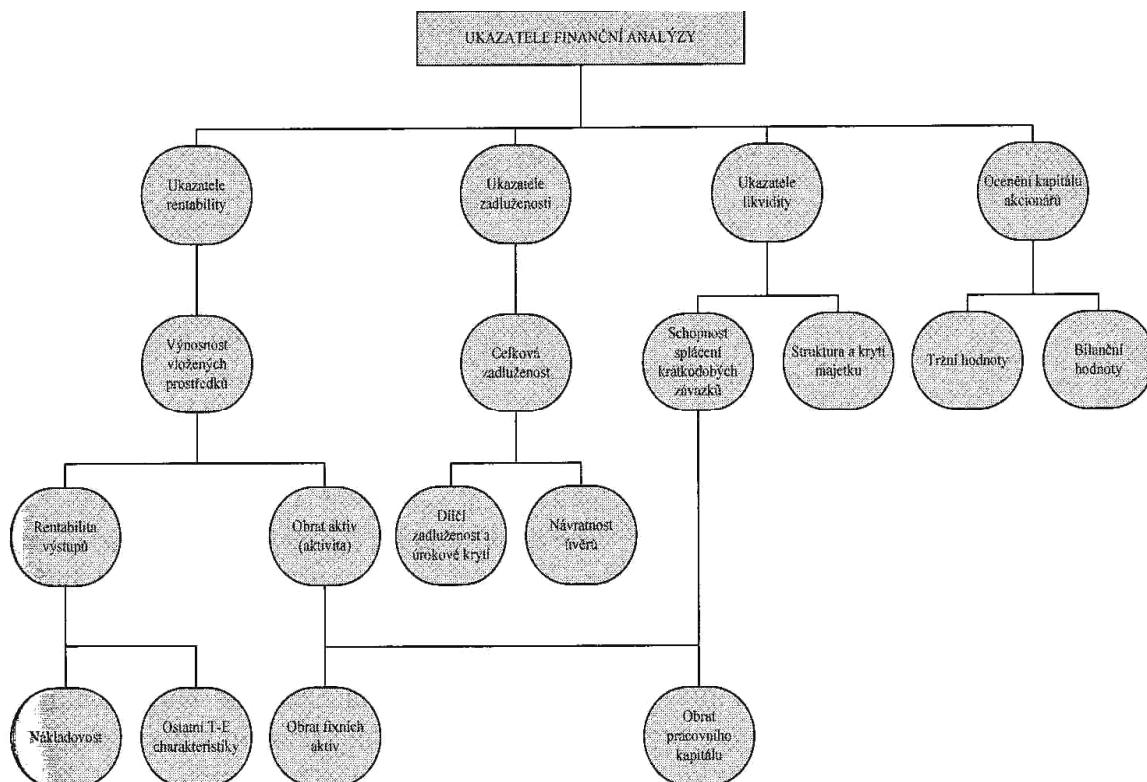 UKAZATELE FINANČNÍ ANALÝZY
Ukazatele
rentability
Ukazatele
zadluženosti
Ukazatele
likvidity
Ocenění kapitálu
akcionářů
Výnosnost
vložených
prostředků
Celková
zadluženost
Schopnost
splácení
krátkodobých
závazků
Struktura a krytí
majetku
Tržní hodnoty
Bilanční
hodnoty
Rentabilita
výstupů
Obrat aktiv
(aktivita)
Dílčí
zadluženost a
úrokové krytí
Návratnost
úvěrů
Nákladovost
Ostatní T-E
charakteristiky
Obrat fixních
aktiv
Obrat
pracovního
kapitálu